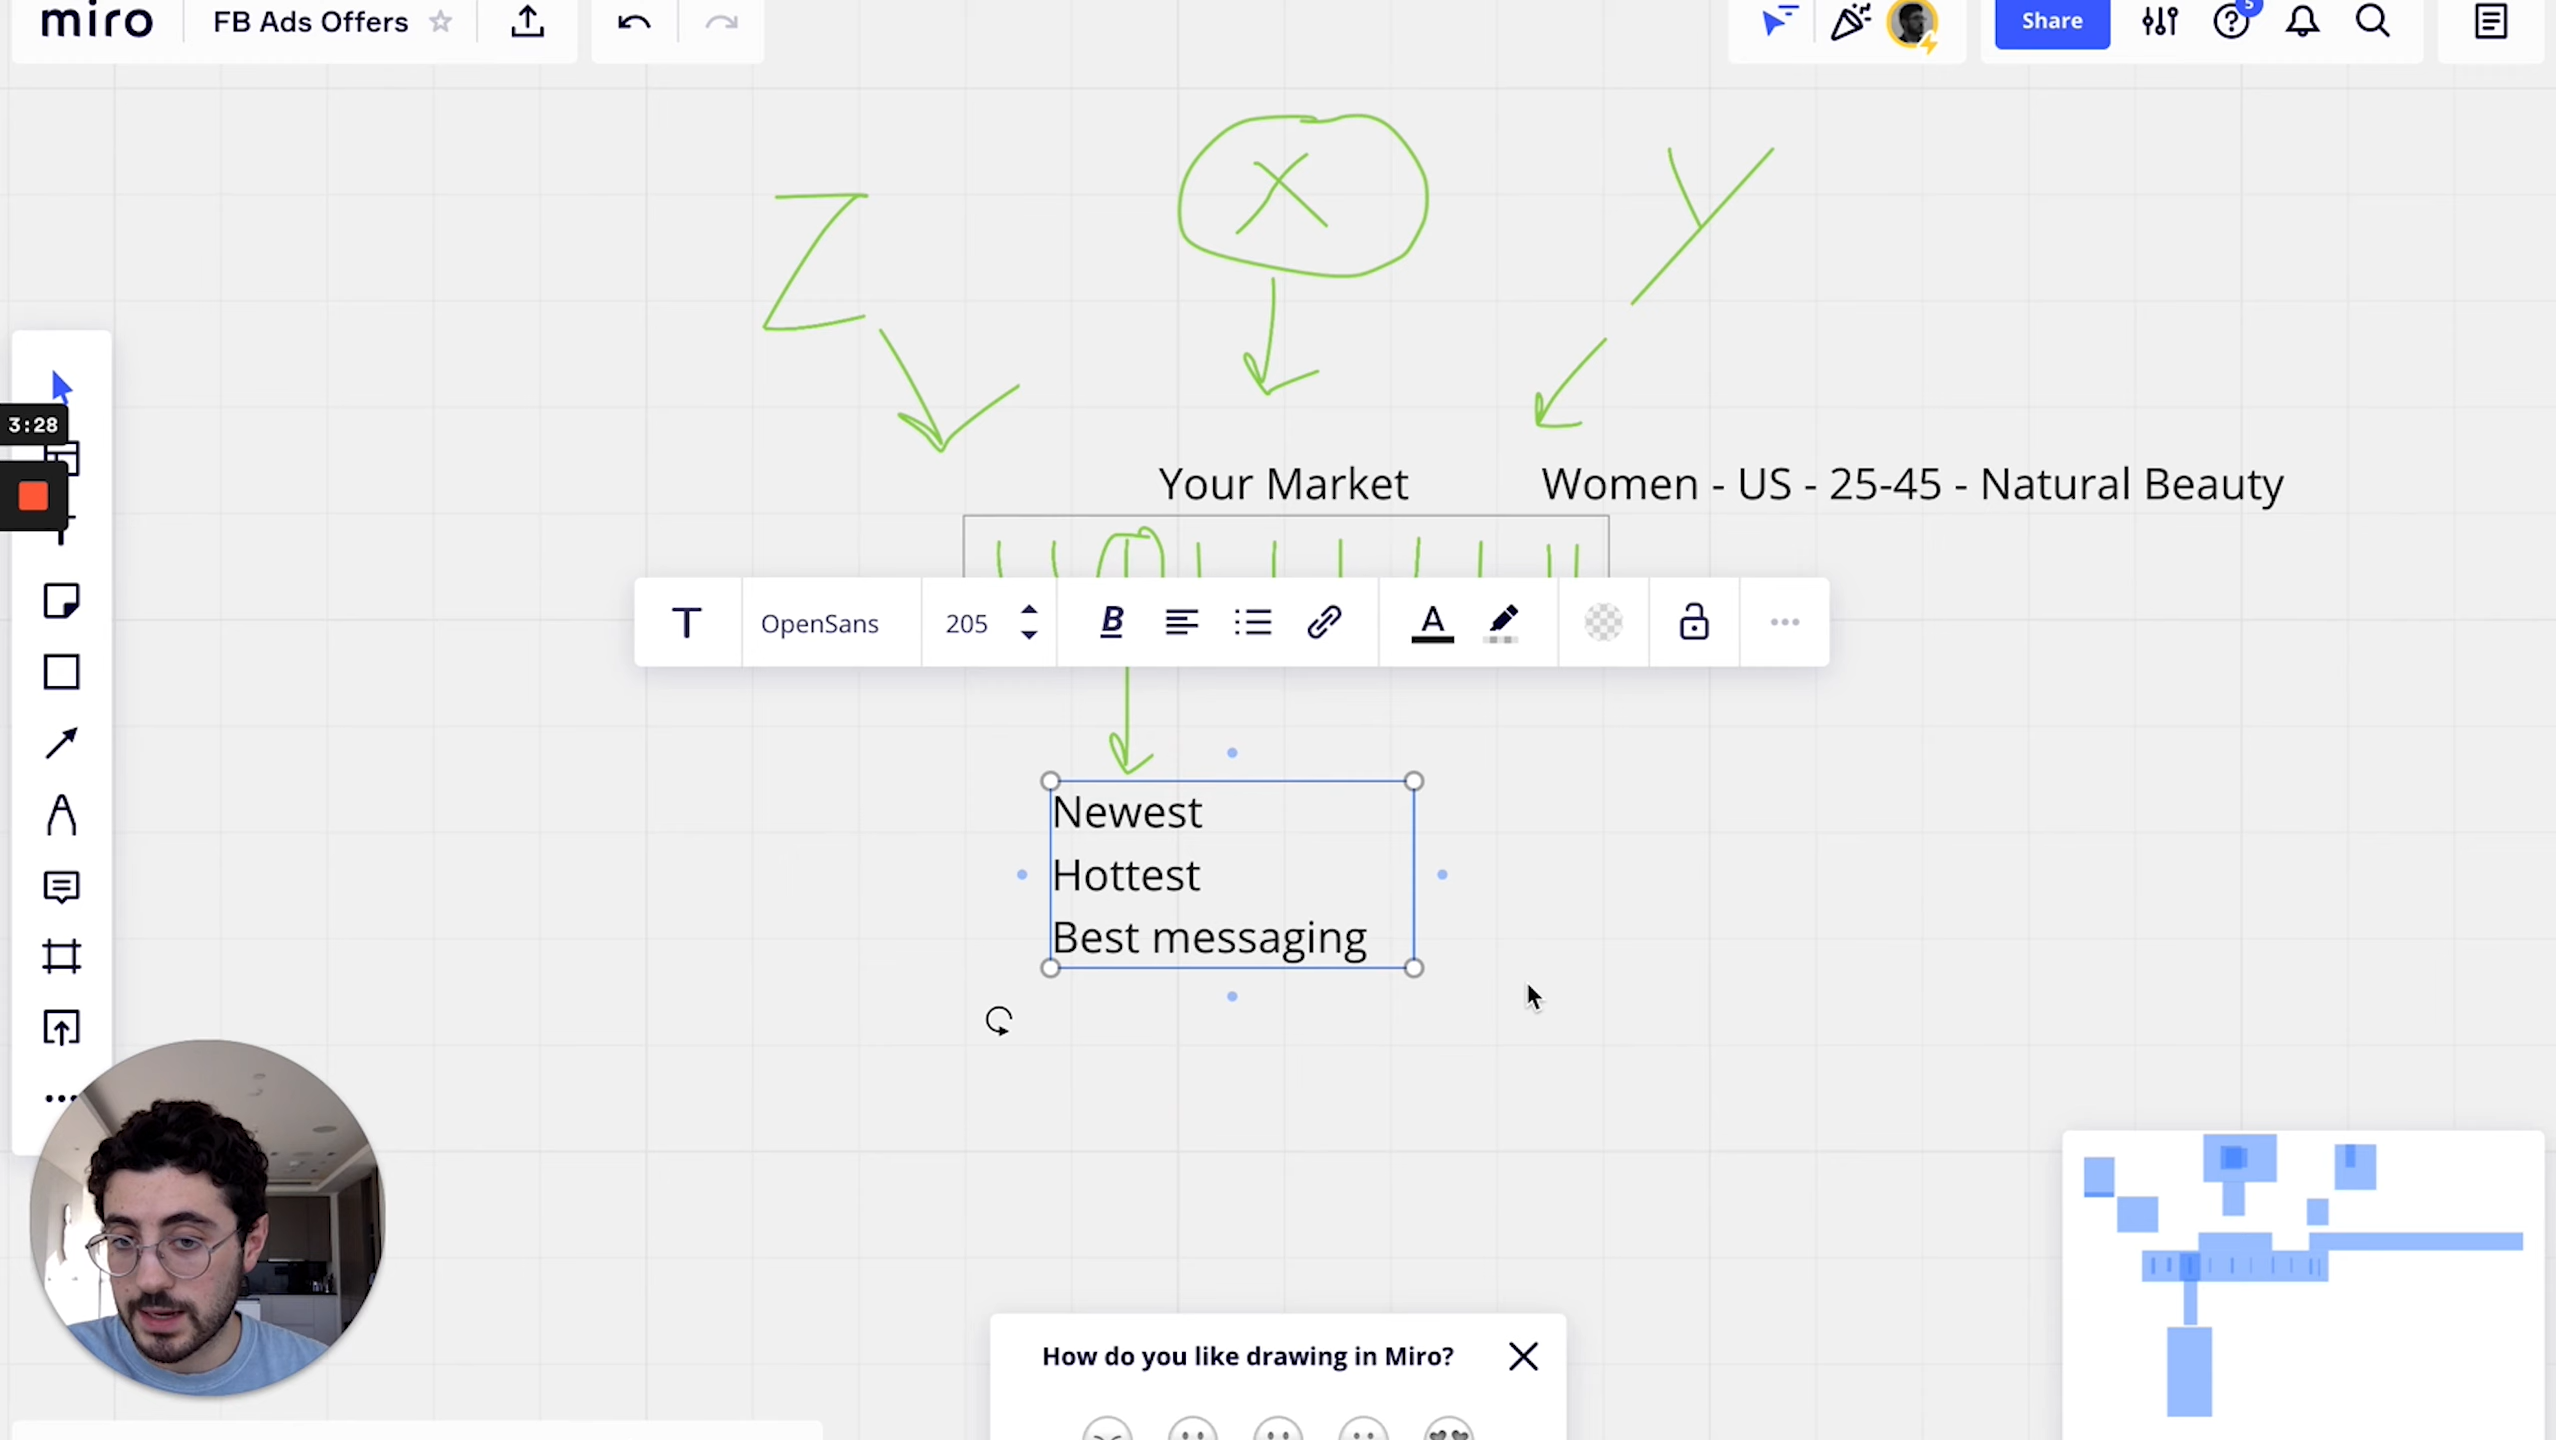 miro
FB Ads Offers
Share
5
Z
X
Y
3:28
Your Market
Women - US - 25-45 - Natural Beauty
T
OpenSans
205
B
A
Newest
Hottest
Best messaging
How do you like drawing in Miro?